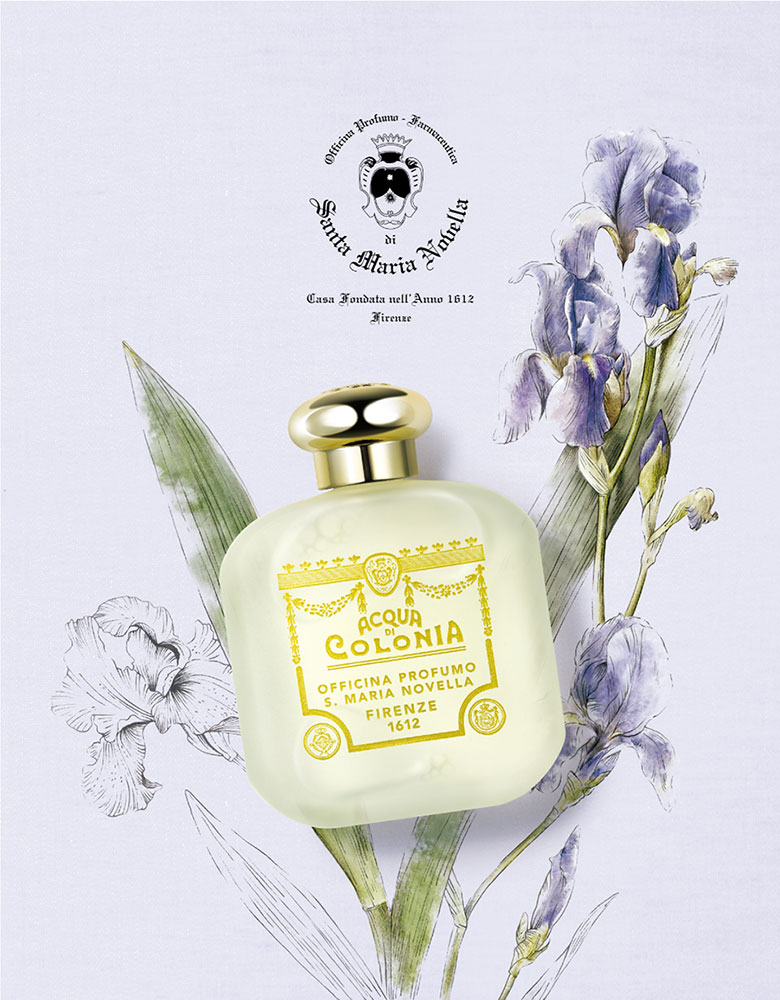 Officina Profumo - Farmaceutica
di
Santa Maria Novella
Casa Fondata nell'Anno 1612
Firenze
ACQUA
DI
COLONIA
OFFICINA PROFUMO
S. MARIA NOVELLA
FIRENZE
1612